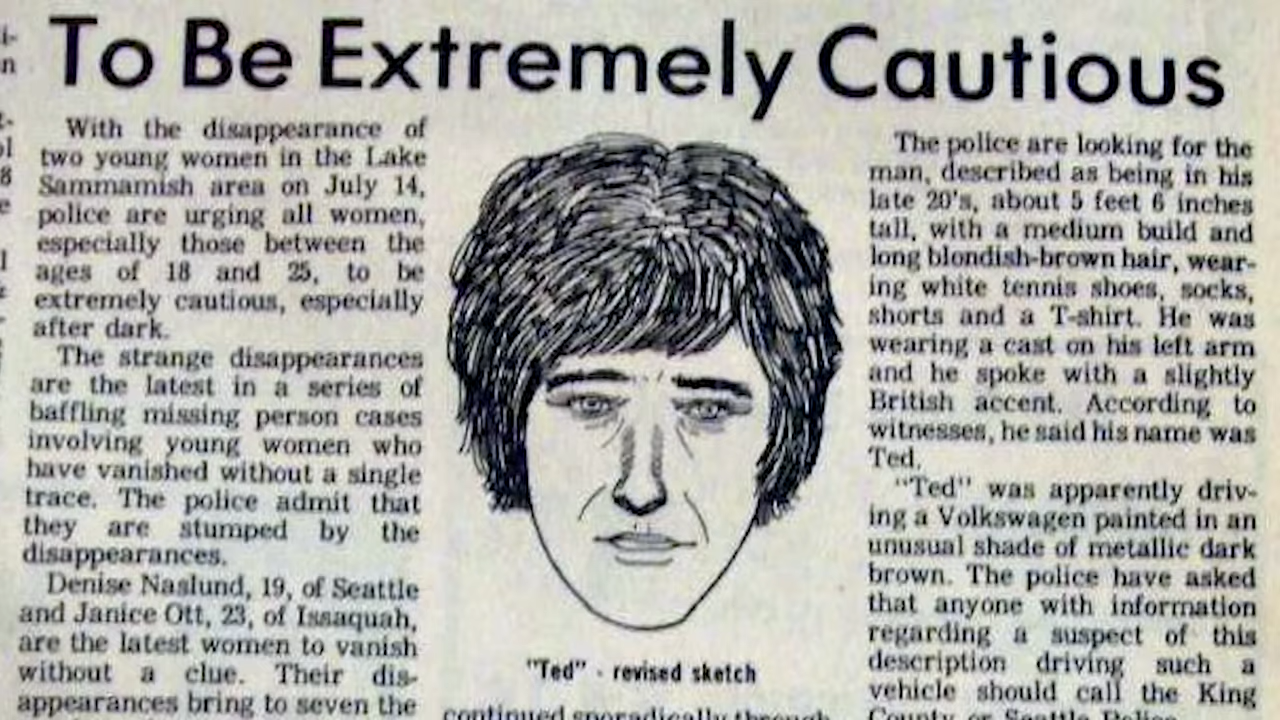 To Be Extremely Cautious
With the disappearance of
two young women in the Lake
Sammamish area on July 14,
police are urging all women,
especially those between the
ages of 18 and 25, to be
extremely cautious, especially
after dark.
The strange disappearances
are the latest in a series of
baffling missing person cases
involving young women who
have vanished without a single
trace. The police admit that
they are stumped by the
disappearances.
Denise Naslund, 19, of Seattle
and Janice Ott, 23, of Issaquah,
are the latest women to vanish
without a clue. Their dis-
appearances bring to seven the
"Ted" - revised sketch
continued sporadically through
The police are looking for the
man, described as being in his
late 20's, about 5 feet 6 inches
tall, with a medium build and
long blondish-brown hair, wear-
ing white tennis shoes, socks,
shorts and a T-shirt. He was
wearing a cast on his left arm
and he spoke with a slightly
British accent. According to
witnesses, he said his name was
Ted.
"Ted" was apparently driv-
ing a Volkswagen painted in an
unusual shade of metallic dark
brown. The police have asked
that anyone with information
regarding a suspect of this
description driving such a
vehicle should call the King
County or Seattle Police